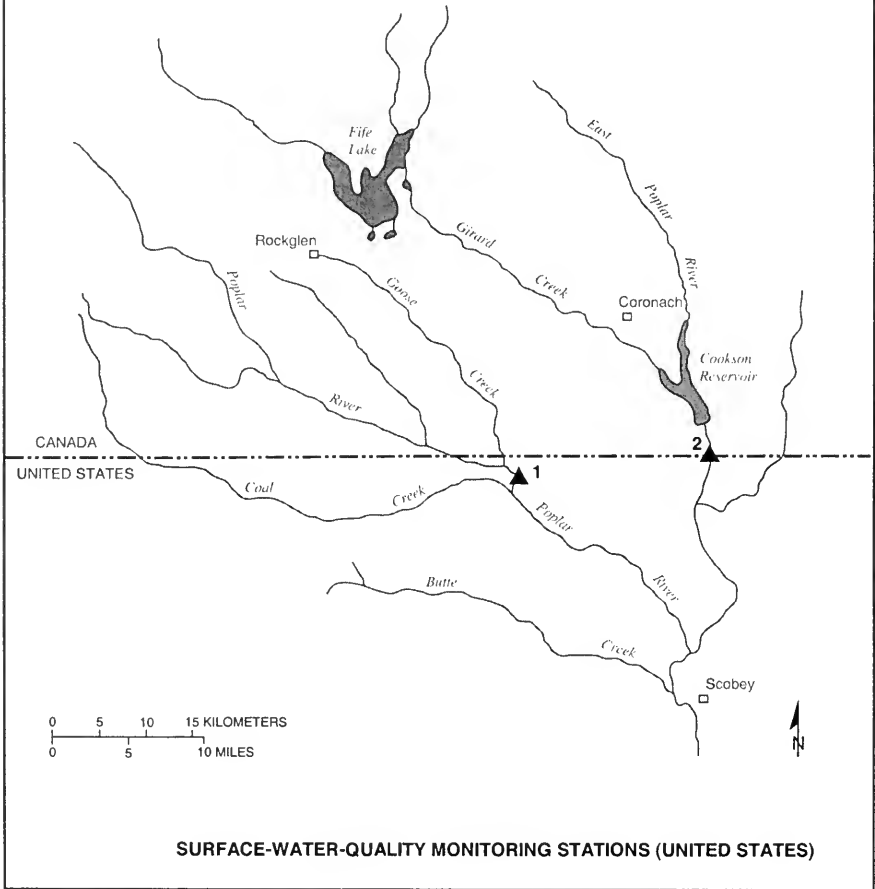 Fife
Lake
East
Poplar
River
Rockglen
Girard
Creek
Goose
Creek
Poplar
River
Coronach
Cookson
Reservoir
CANADA
UNITED STATES
2
1
Coal
Creek
Poplar
River
Butte
Creek
Scobey
0 5 10 15 KILOMETERS
0 5 10 MILES
N
SURFACE-WATER-QUALITY MONITORING STATIONS (UNITED STATES)